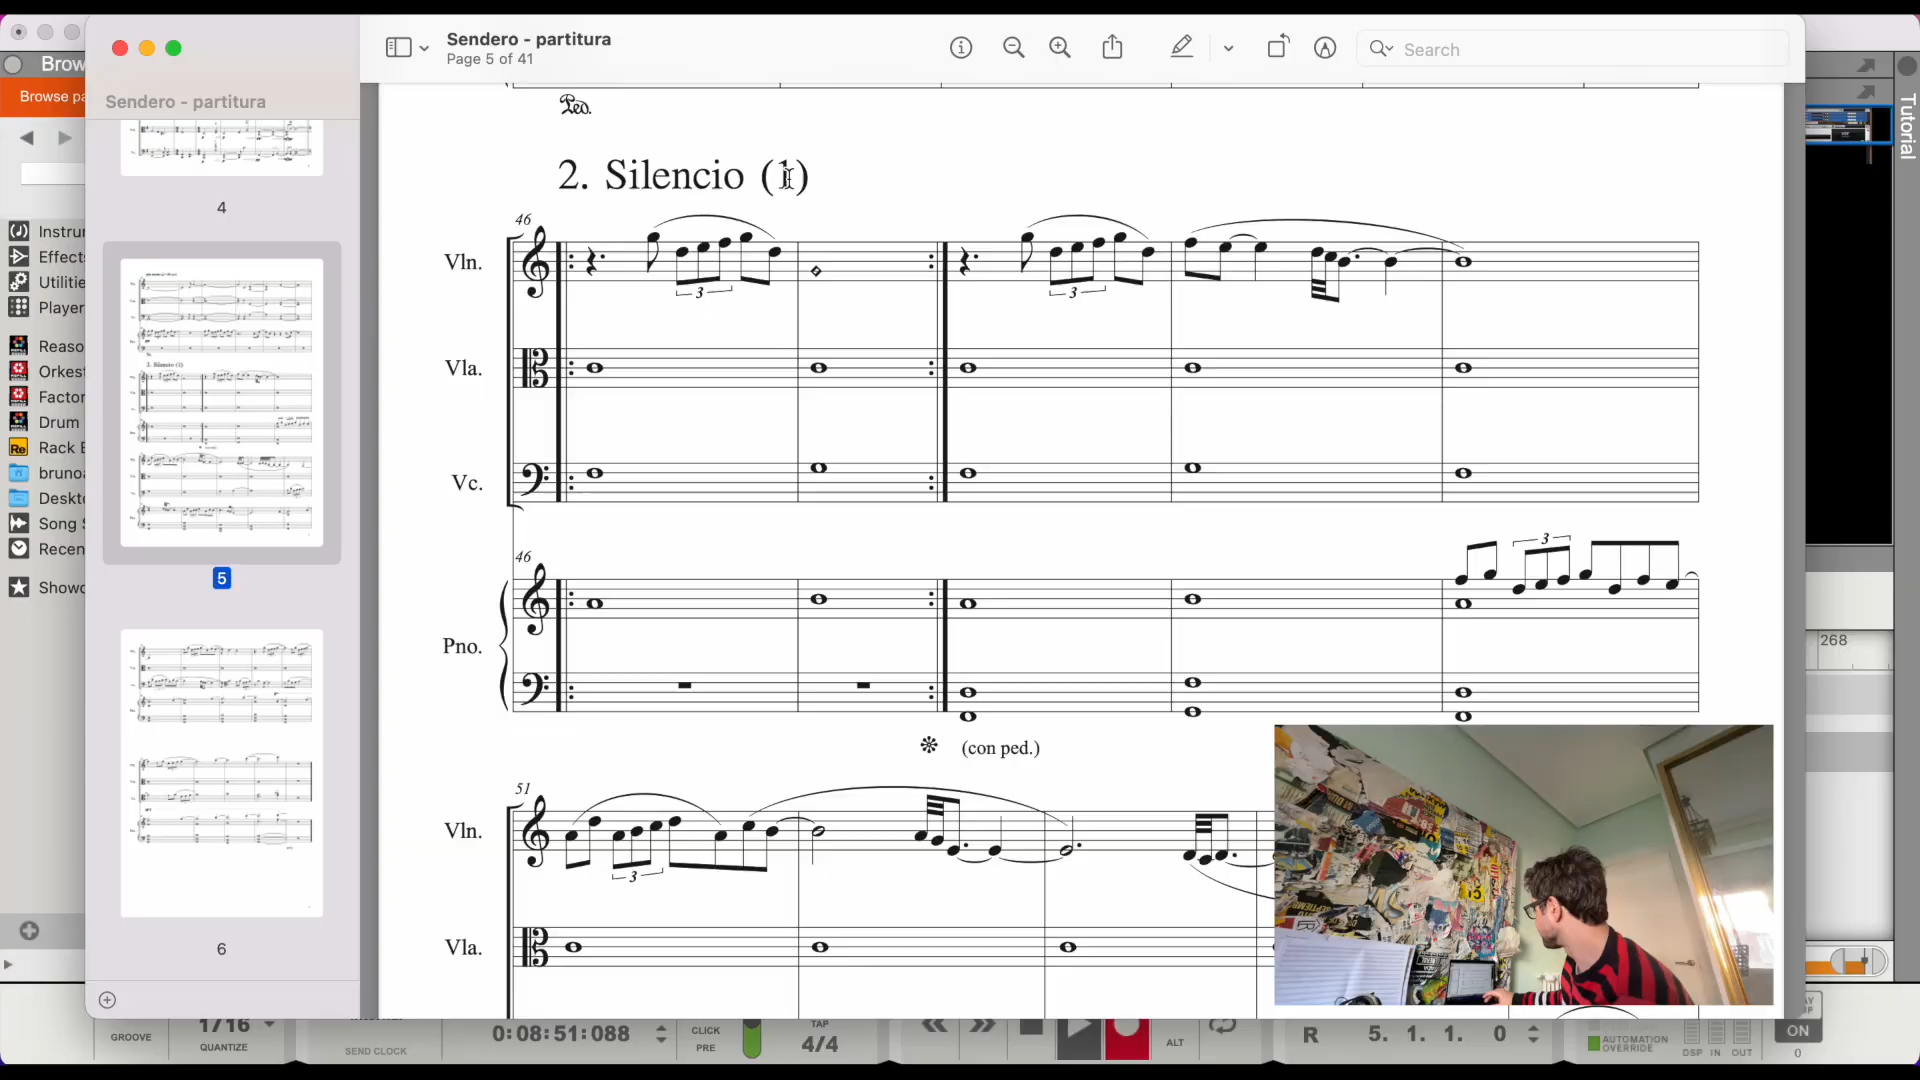 Sendero - partitura
Page 5 of 41
Search
Brow
Browse pa
Sendero - partitura
Tutorial
Instru
Effect
Utilitie
Player
Reaso
Orkest
Factor
Drum
Rack E
brunoa
Deskto
Song S
Recen
Showc
4
5
6
Ped.
2. Silencio (1)
46
Vln.
3
3
Vla.
Vc.
46
3
Pno.
(con ped.)
51
Vln.
3
Vla.
268
GROOVE
1/16
QUANTIZE
SEND CLOCK
0:08:51:088
CLICK
PRE
TAP
4/4
ALT
R 5. 1. 1. 0
AUTOMATION
OVERRIDE
DSP IN OUT
ON
0